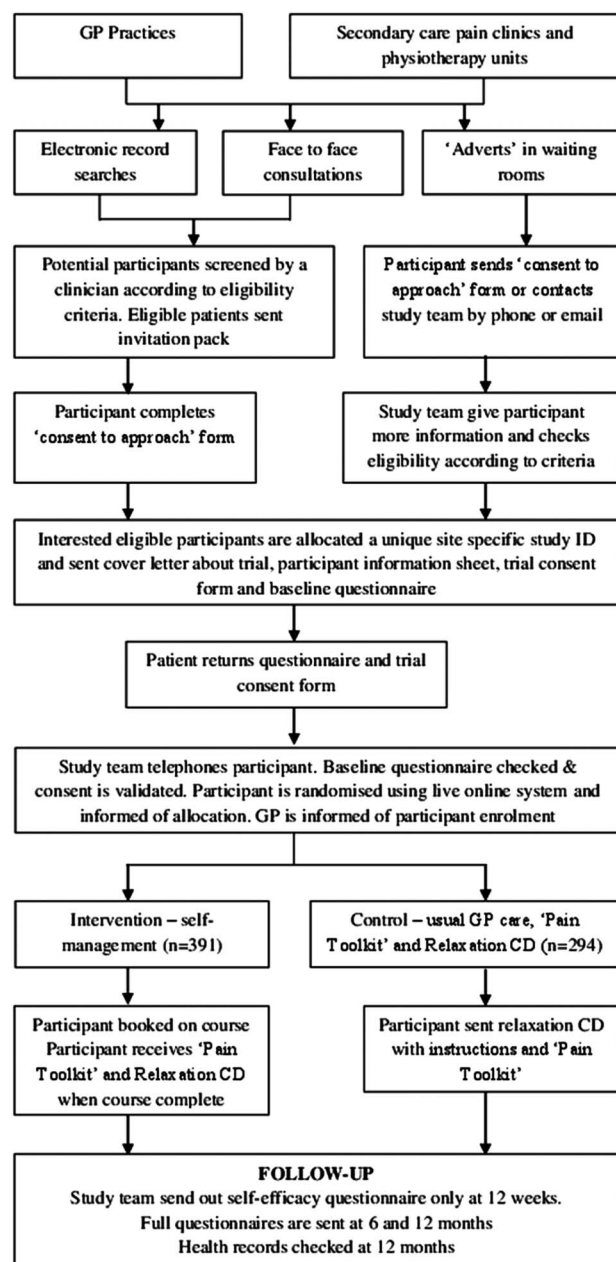 GP Practices
Secondary care pain clinics and
physiotherapy units
Electronic record
searches
Face to face
consultations
‘Adverts’ in waiting
rooms
Potential participants screened by a
clinician according to eligibility
criteria. Eligible patients sent
invitation pack
Participant sends ‘consent to
approach’ form or contacts
study team by phone or email
Participant completes
‘consent to approach’ form
Study team give participant
more information and checks
eligibility according to criteria
Interested eligible participants are allocated a unique site specific study ID
and sent cover letter about trial, participant information sheet, trial consent
form and baseline questionnaire
Patient returns questionnaire and trial
consent form
Study team telephones participant. Baseline questionnaire checked &
consent is validated. Participant is randomised using live online system and
informed of allocation. GP is informed of participant enrolment
Intervention – self-
management (n=391)
Control – usual GP care, ‘Pain
Toolkit’ and Relaxation CD (n=294)
Participant booked on course
Participant receives ‘Pain
Toolkit’ and Relaxation CD
when course complete
Participant sent relaxation CD
with instructions and ‘Pain
Toolkit’
FOLLOW-UP
Study team send out self-efficacy questionnaire only at 12 weeks.
Full questionnaires are sent at 6 and 12 months
Health records checked at 12 months